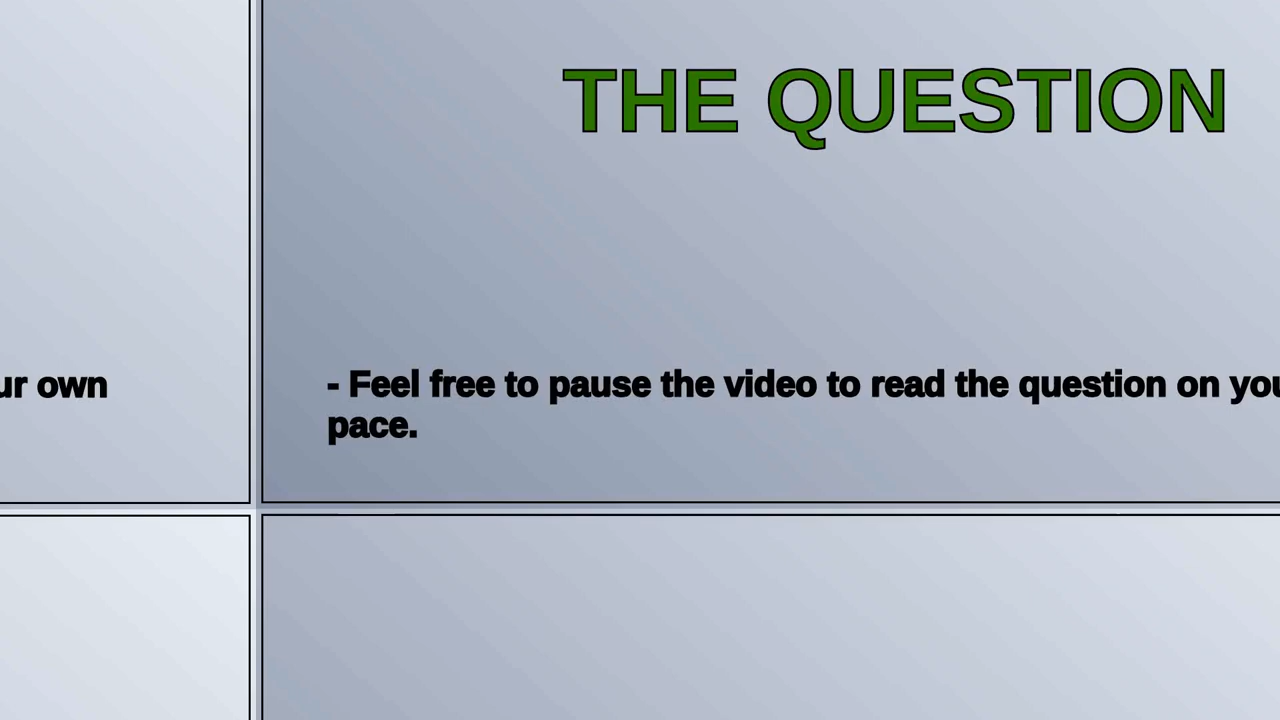 THE QUESTION
ur own
- Feel free to pause the video to read the question on you
pace.